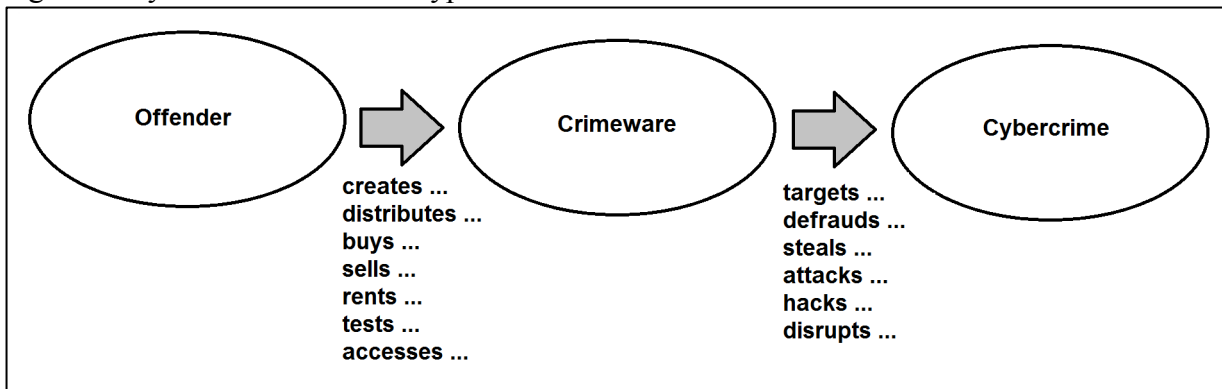 Offender
Crimeware
Cybercrime
creates ...
distributes ...
buys ...
sells ...
rents ...
tests ...
accesses ...
targets ...
defrauds ...
steals ...
attacks ...
hacks ...
disrupts ...